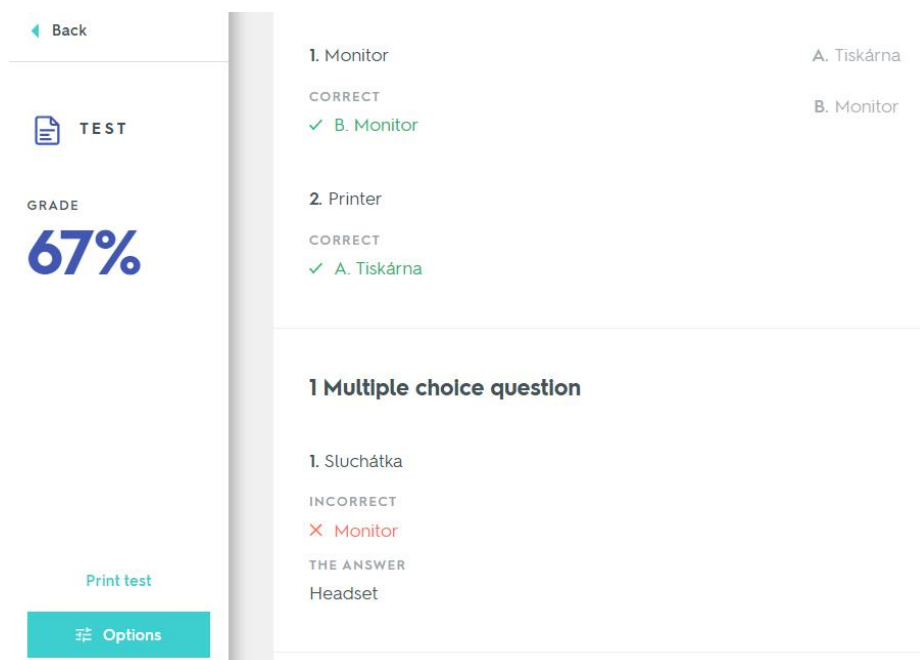 Back
TEST
GRADE
67%
Print test
Options
1. Monitor
CORRECT
✓ B. Monitor
2. Printer
CORRECT
✓ A. Tiskárna
A. Tiskárna
B. Monitor
1 Multiple choice question
1. Sluchátka
INCORRECT
✕ Monitor
THE ANSWER
Headset